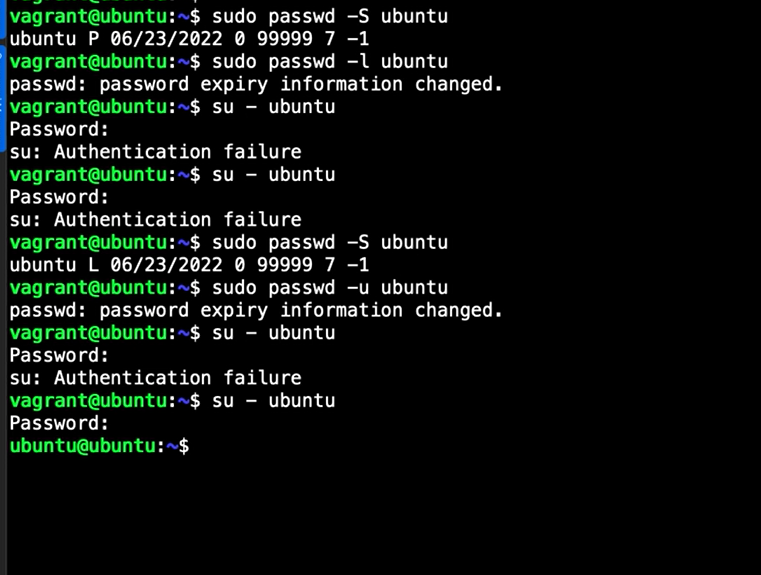 vagrant@ubuntu:~$ sudo passwd -S ubuntu
ubuntu P 06/23/2022 0 99999 7 -1
vagrant@ubuntu:~$ sudo passwd -l ubuntu
passwd: password expiry information changed.
vagrant@ubuntu:~$ su - ubuntu
Password:
su: Authentication failure
vagrant@ubuntu:~$ su - ubuntu
Password:
su: Authentication failure
vagrant@ubuntu:~$ sudo passwd -S ubuntu
ubuntu L 06/23/2022 0 99999 7 -1
vagrant@ubuntu:~$ sudo passwd -u ubuntu
passwd: password expiry information changed.
vagrant@ubuntu:~$ su - ubuntu
Password:
su: Authentication failure
vagrant@ubuntu:~$ su - ubuntu
Password:
ubuntu@ubuntu:~$